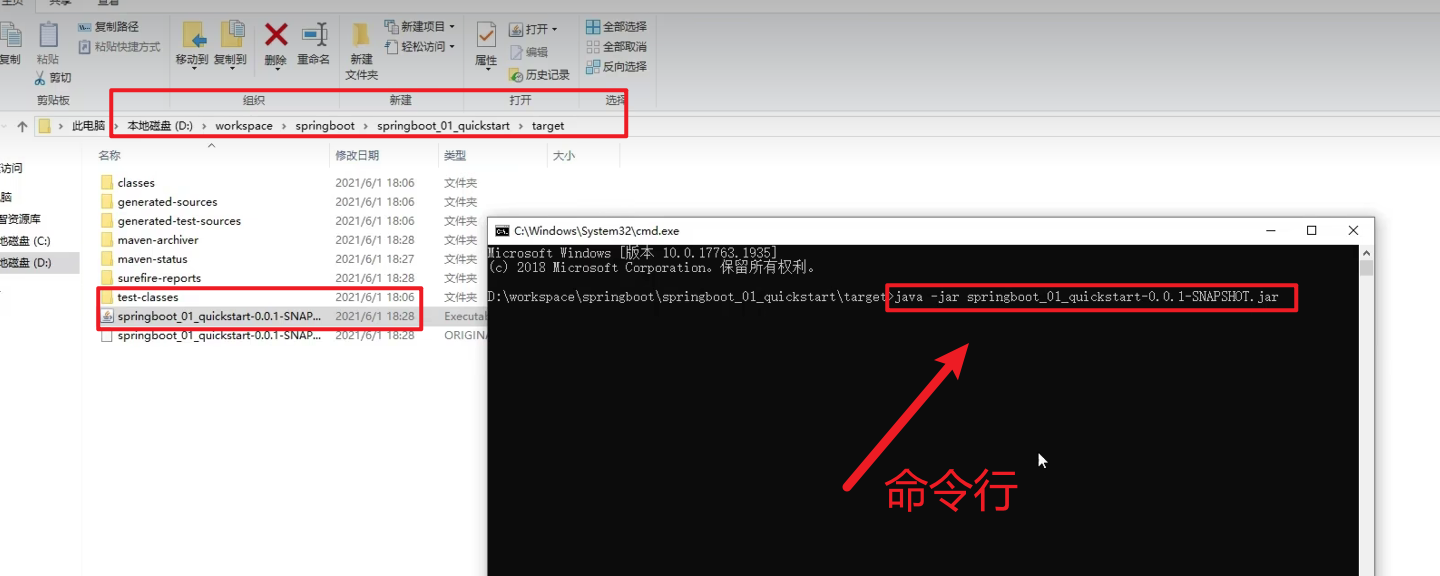 主页 共享 查看
复制 粘贴 复制路径 粘贴快捷方式 剪切
移动到 复制到 删除 重命名
新建文件夹 新建项目 轻松访问
属性 打开 编辑 历史记录
全部选择 全部取消 反向选择
剪贴板 组织 新建 打开 选择
此电脑 › 本地磁盘 (D:) › workspace › springboot › springboot_01_quickstart › target
名称 修改日期 类型 大小
访问
脑
智资源库
地磁盘 (C:)
地磁盘 (D:)
classes 2021/6/1 18:06 文件夹
generated-sources 2021/6/1 18:06 文件夹
generated-test-sources 2021/6/1 18:06 文件夹
maven-archiver 2021/6/1 18:28 文件夹
maven-status 2021/6/1 18:27 文件夹
surefire-reports 2021/6/1 18:28 文件夹
test-classes 2021/6/1 18:06 文件夹
springboot_01_quickstart-0.0.1-SNAP... 2021/6/1 18:28 Executab
springboot_01_quickstart-0.0.1-SNAP... 2021/6/1 18:28 ORIGIN
C:\Windows\System32\cmd.exe
Microsoft Windows [版本 10.0.17763.1935]
(c) 2018 Microsoft Corporation。保留所有权利。
D:\workspace\springboot\springboot_01_quickstart\target>java -jar springboot_01_quickstart-0.0.1-SNAPSHOT.jar
命令行